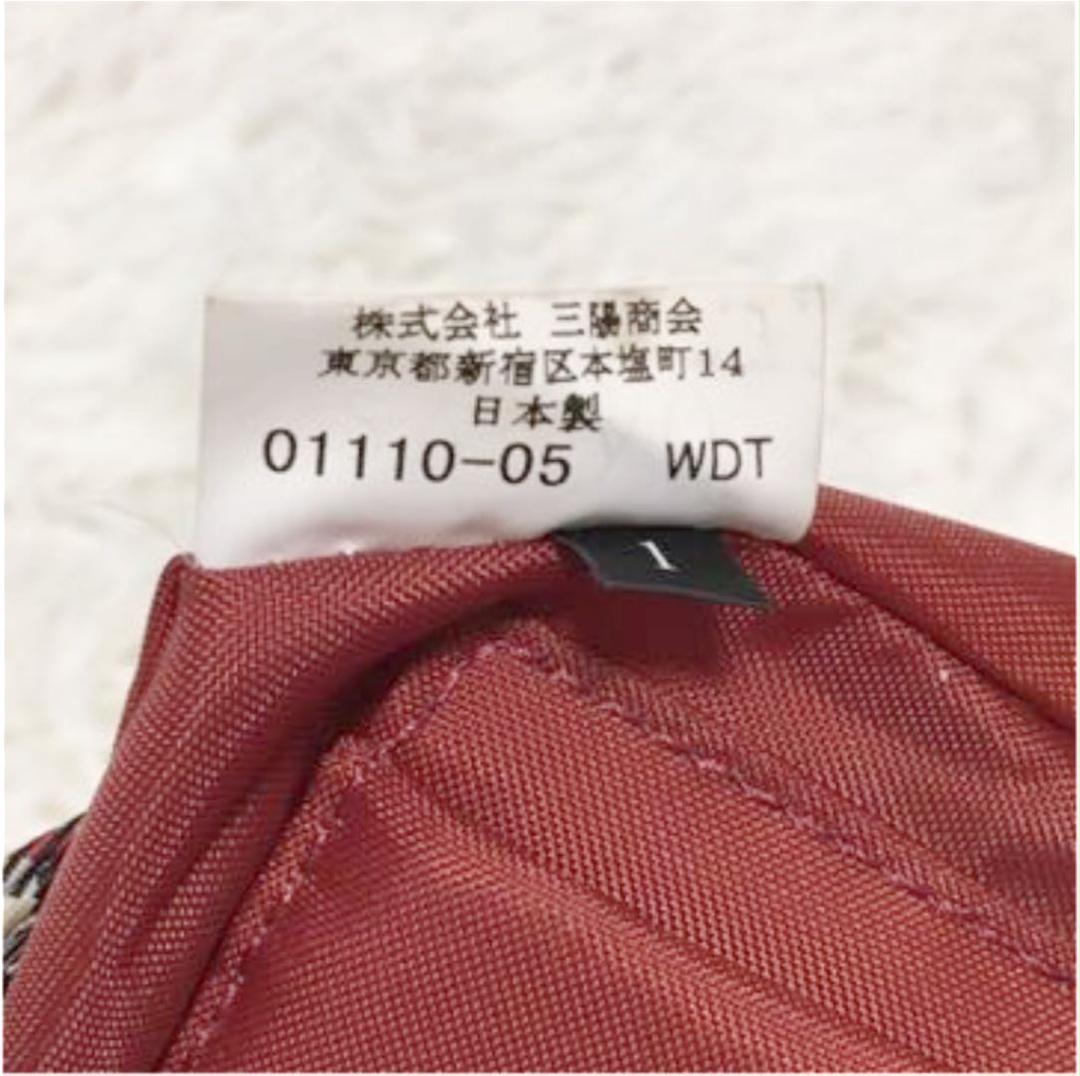 株式会社 三陽商会
東京都新宿区本塩町14
日本製
01110-05 WDT
1